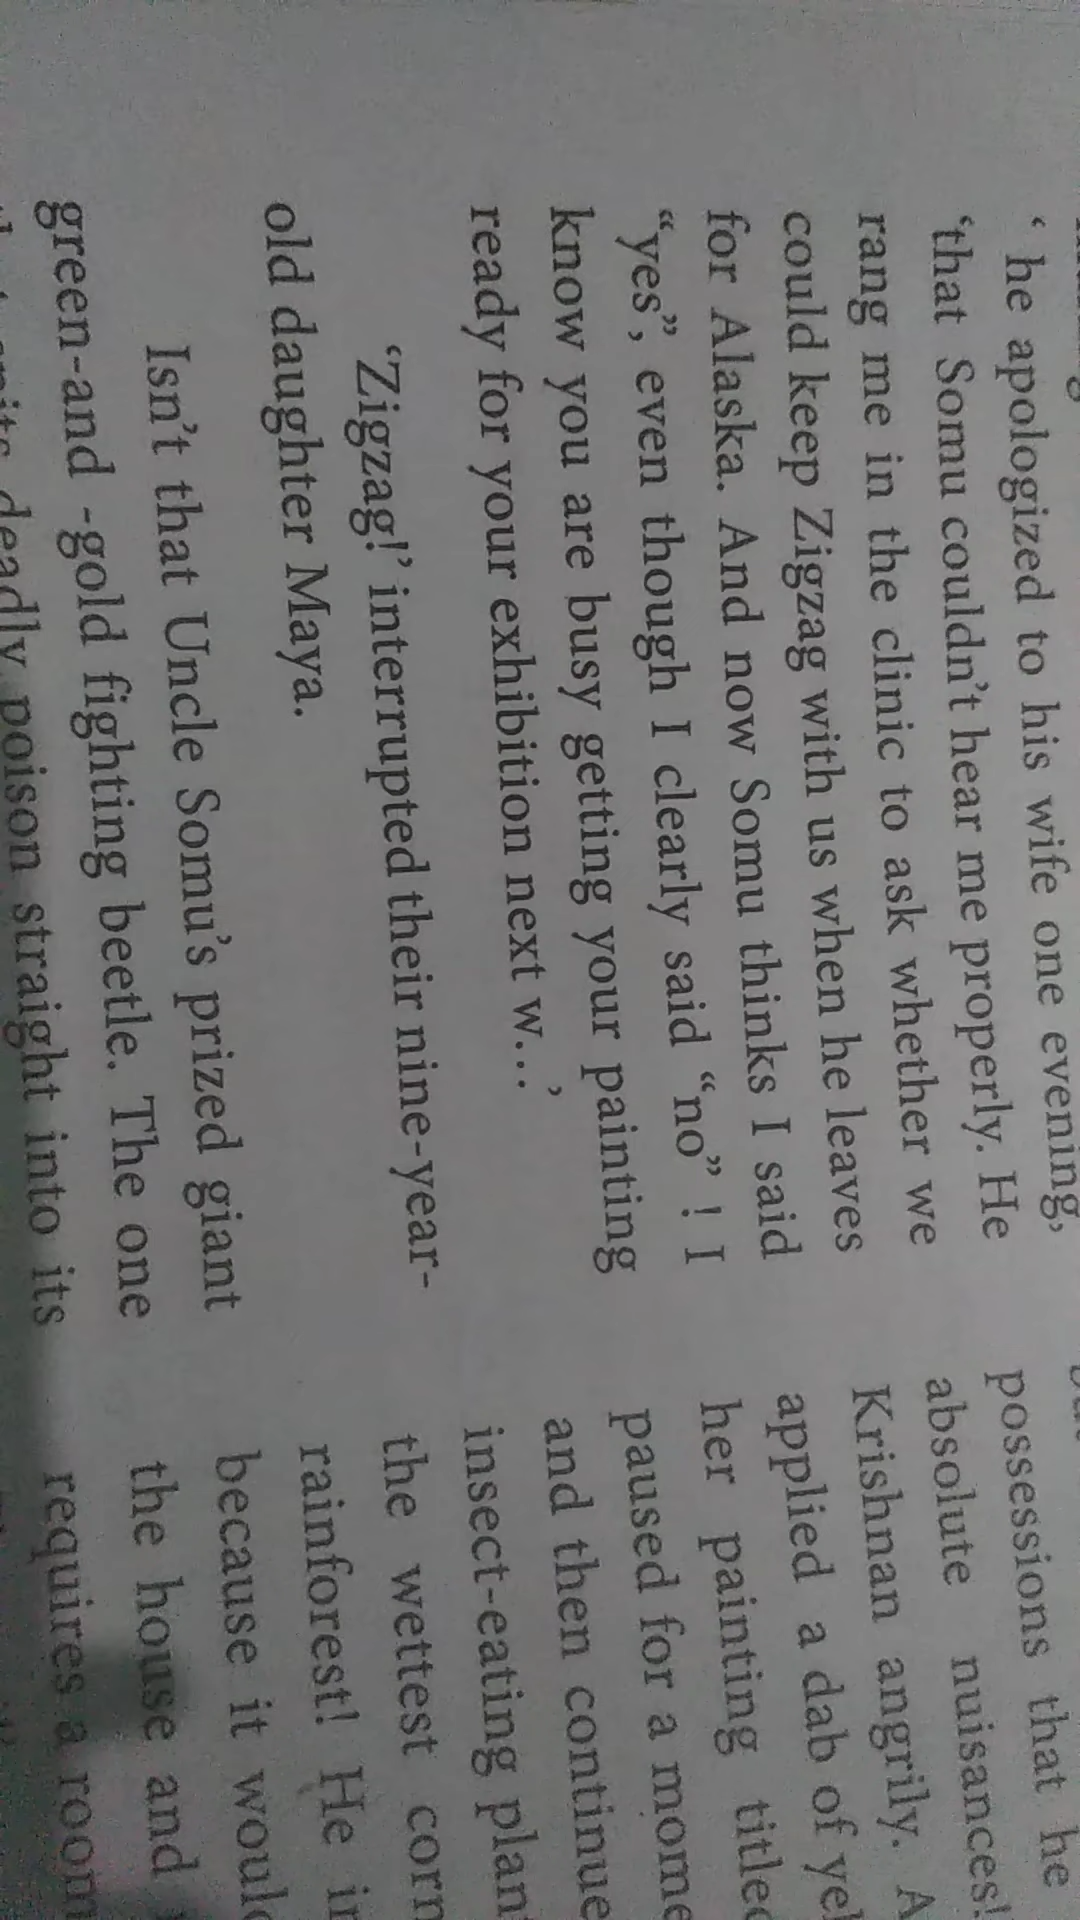 ‘ he apologized to his wife one evening,
‘that Somu couldn’t hear me properly. He
rang me in the clinic to ask whether we
could keep Zigzag with us when he leaves
for Alaska. And now Somu thinks I said
“yes”, even though I clearly said “no” ! I
know you are busy getting your painting
ready for your exhibition next w...’
‘Zigzag!’ interrupted their nine-year-
old daughter Maya.
Isn’t that Uncle Somu’s prized giant
green-and -gold fighting beetle. The one
deadly poison straight into its
possessions that he
absolute nuisances!
Krishnan angrily. A
applied a dab of yel
her painting titled
paused for a mome
and then continue
insect-eating plan
the wettest corn
rainforest! He in
because it would
the house and
requires a room